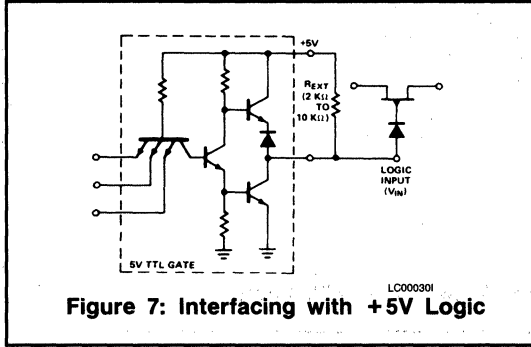 +5V
REXT
(2 KΩ
TO
10 KΩ)
LOGIC
INPUT
(VIN)
5V TTL GATE
LC00030I
Figure 7: Interfacing with +5V Logic